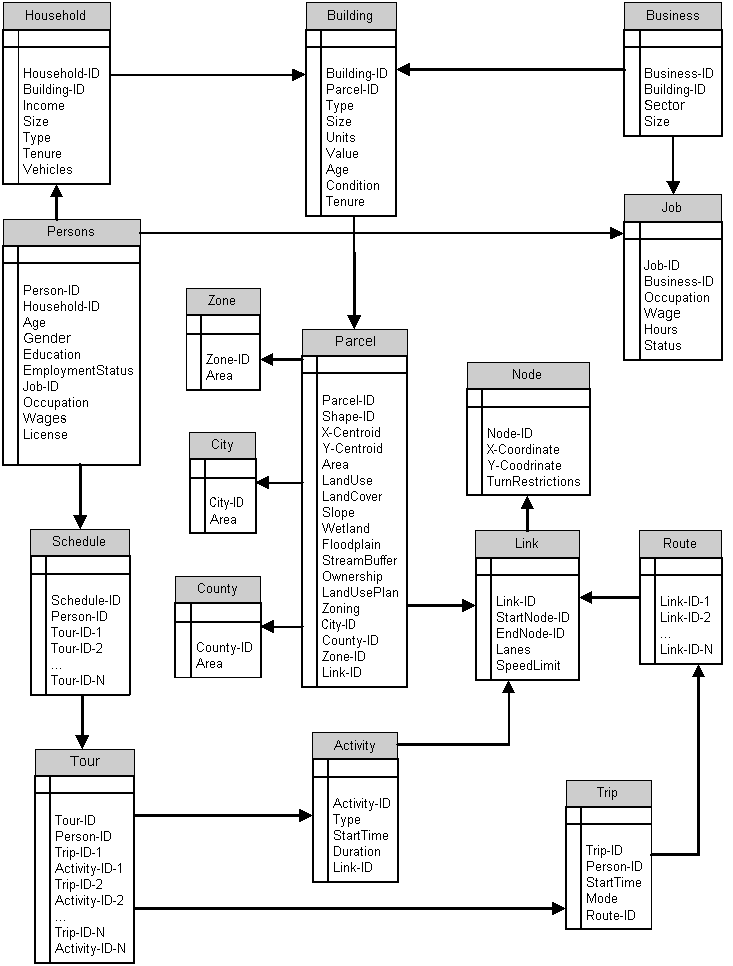 Household
Household-ID
Building-ID
Income
Size
Type
Tenure
Vehicles
Building
Building-ID
Parcel-ID
Type
Size
Units
Value
Age
Condition
Tenure
Business
Business-ID
Building-ID
Sector
Size
Persons
Person-ID
Household-ID
Age
Gender
Education
EmploymentStatus
Job-ID
Occupation
Wages
License
Job
Job-ID
Business-ID
Occupation
Wage
Hours
Status
Zone
Zone-ID
Area
Parcel
Parcel-ID
Shape-ID
X-Centroid
Y-Centroid
Area
LandUse
LandCover
Slope
Wetland
Floodplain
StreamBuffer
Ownership
LandUsePlan
Zoning
City-ID
County-ID
Zone-ID
Link-ID
Node
Node-ID
X-Coordinate
Y-Coodrinate
TurnRestrictions
City
City-ID
Area
County
County-ID
Area
Schedule
Schedule-ID
Person-ID
Tour-ID-1
Tour-ID-2
...
Tour-ID-N
Link
Link-ID
StartNode-ID
EndNode-ID
Lanes
SpeedLimit
Route
Link-ID-1
Link-ID-2
...
Link-ID-N
Tour
Tour-ID
Person-ID
Trip-ID-1
Activity-ID-1
Trip-ID-2
Activity-ID-2
...
Trip-ID-N
Activity-ID-N
Activity
Activity-ID
Type
StartTime
Duration
Link-ID
Trip
Trip-ID
Person-ID
StartTime
Mode
Route-ID